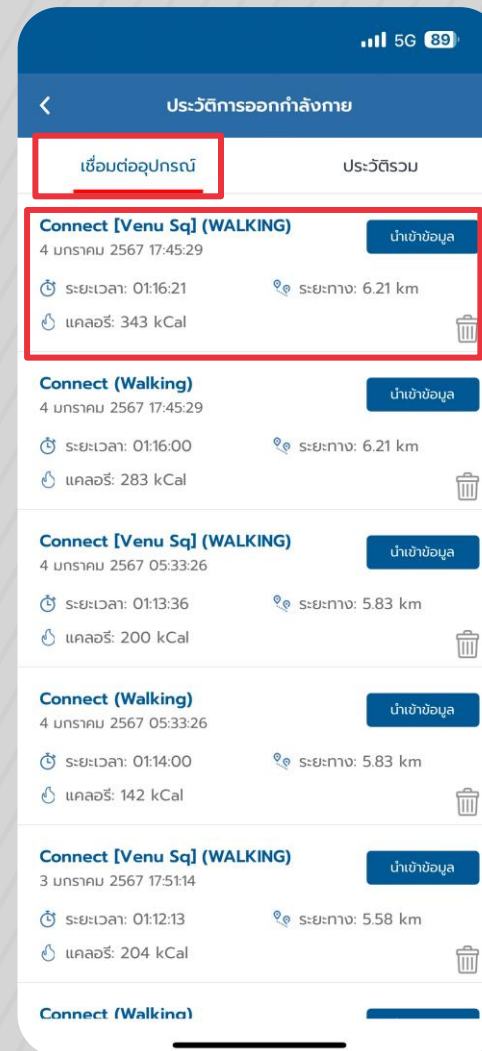 5G 89
ประวัติการออกกำลังกาย
เชื่อมต่ออุปกรณ์ ประวัติรวม
Connect [Venu Sq] (WALKING) นำเข้าข้อมูล
4 มกราคม 2567 17:45:29
ระยะเวลา: 01:16:21 ระยะทาง: 6.21 km
แคลอรี: 343 kCal
Connect (Walking) นำเข้าข้อมูล
4 มกราคม 2567 17:45:29
ระยะเวลา: 01:16:00 ระยะทาง: 6.21 km
แคลอรี: 283 kCal
Connect [Venu Sq] (WALKING) นำเข้าข้อมูล
4 มกราคม 2567 05:33:26
ระยะเวลา: 01:13:36 ระยะทาง: 5.83 km
แคลอรี: 200 kCal
Connect (Walking) นำเข้าข้อมูล
4 มกราคม 2567 05:33:26
ระยะเวลา: 01:14:00 ระยะทาง: 5.83 km
แคลอรี: 142 kCal
Connect [Venu Sq] (WALKING) นำเข้าข้อมูล
3 มกราคม 2567 17:51:14
ระยะเวลา: 01:12:13 ระยะทาง: 5.58 km
แคลอรี: 204 kCal
Connect (Walking)